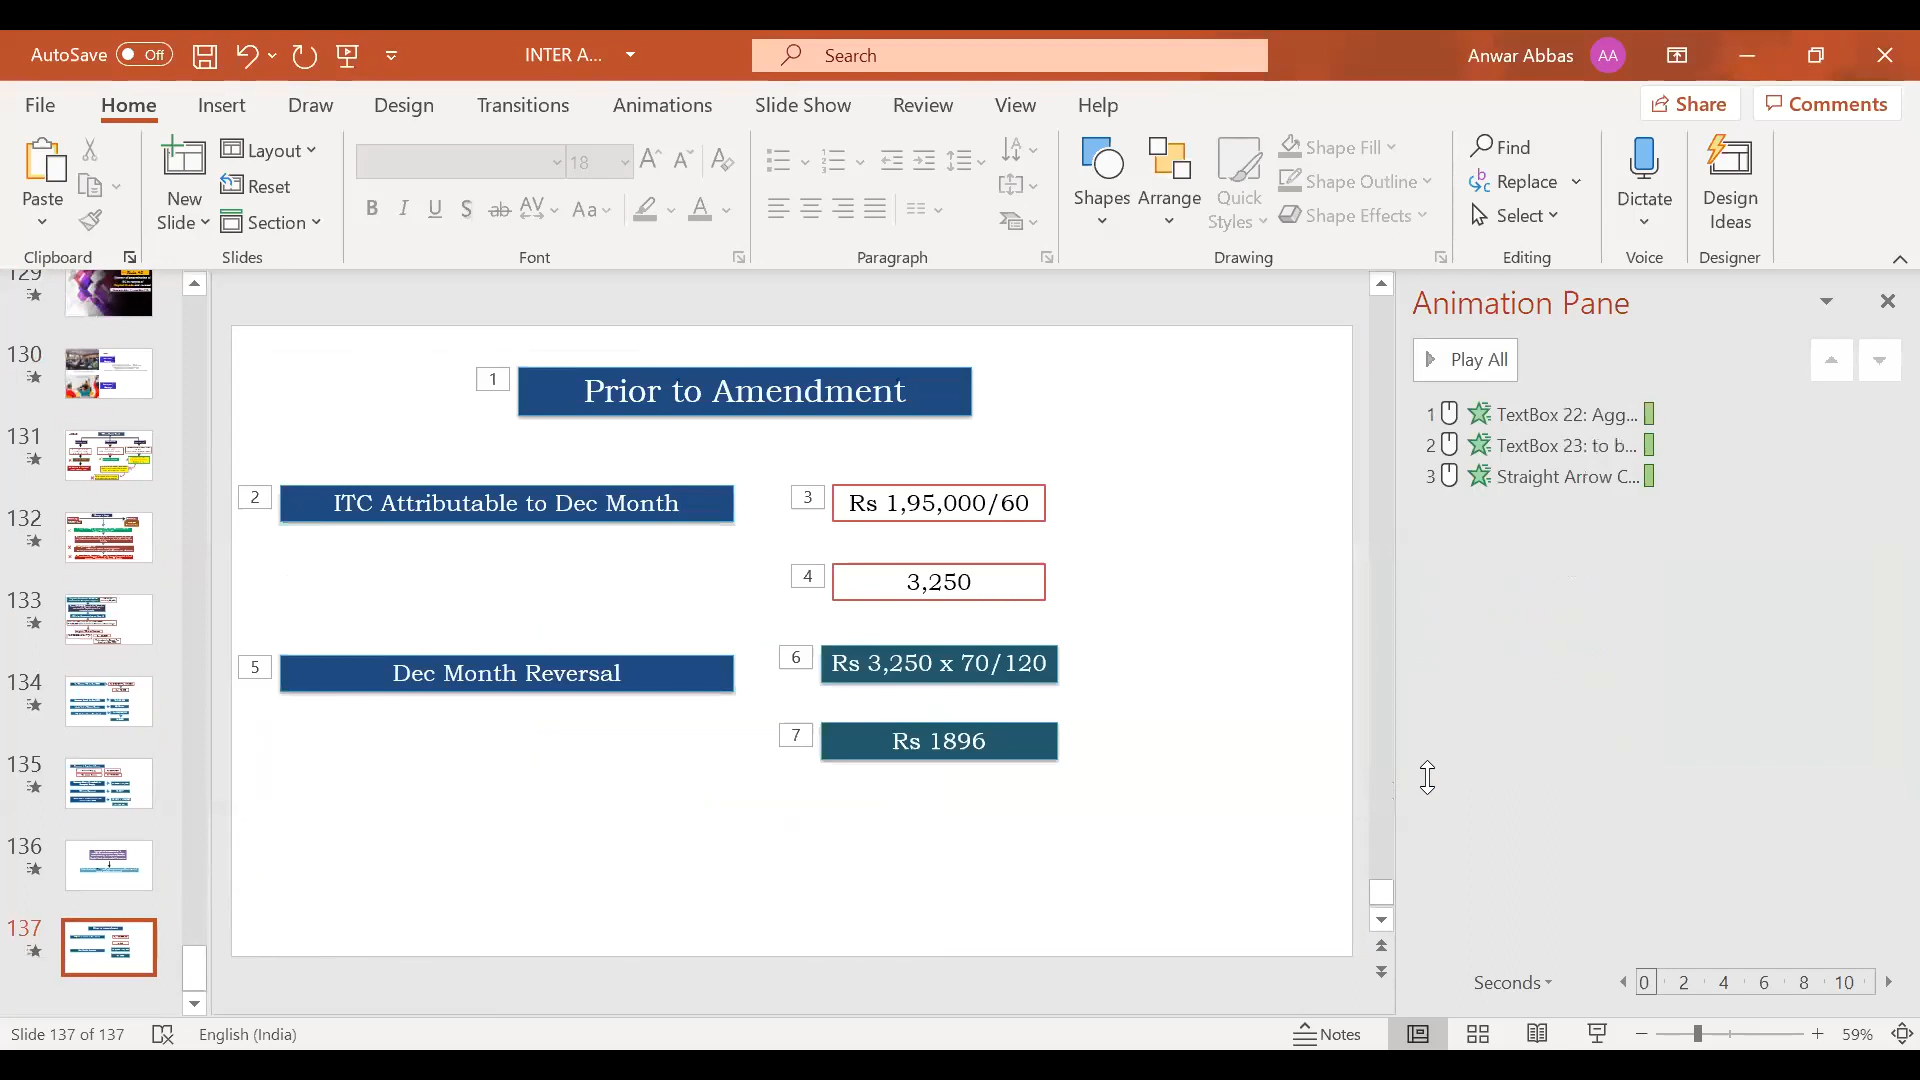 AutoSave Off INTER A... Search Anwar Abbas AA
File Home Insert Draw Design Transitions Animations Slide Show Review View Help Share Comments
Paste
New Slide
Layout
Reset
Section
18
Shapes Arrange Quick Styles
Shape Fill
Shape Outline
Shape Effects
Find
Replace
Select
Dictate
Design Ideas
Clipboard Slides Font Paragraph Drawing Editing Voice Designer
129
130
131
132
133
134
135
136
137
1 Prior to Amendment
2 ITC Attributable to Dec Month 3 Rs 1,95,000/60
4 3,250
5 Dec Month Reversal 6 Rs 3,250 x 70/120
7 Rs 1896
Animation Pane
Play All
1 TextBox 22: Agg...
2 TextBox 23: to b...
3 Straight Arrow C...
Seconds 0 2 4 6 8 10
Slide 137 of 137 English (India) Notes 59%